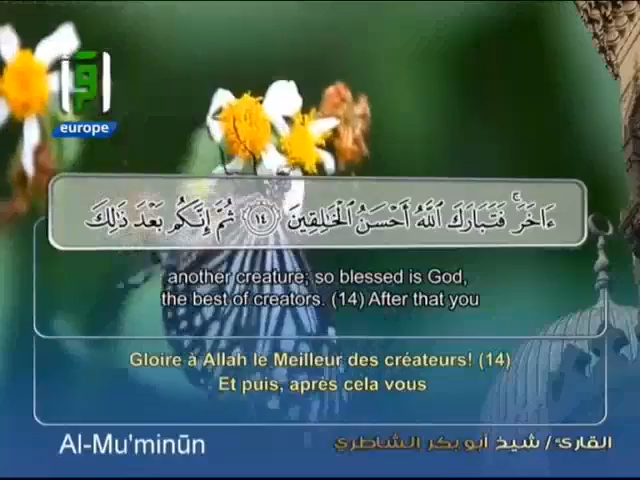 اقرأ
europe
ءَاخَرَ ۚ فَتَبَارَكَ ٱللَّهُ أَحْسَنُ ٱلْخَـٰلِقِينَ ١٤ ثُمَّ إِنَّكُم بَعْدَ ذَٰلِكَ
another creature; so blessed is God,
the best of creators. (14) After that you
Gloire à Allah le Meilleur des créateurs! (14)
Et puis, après cela vous
Al-Mu'minūn
القارئ / شيخ أبو بكر الشاطري